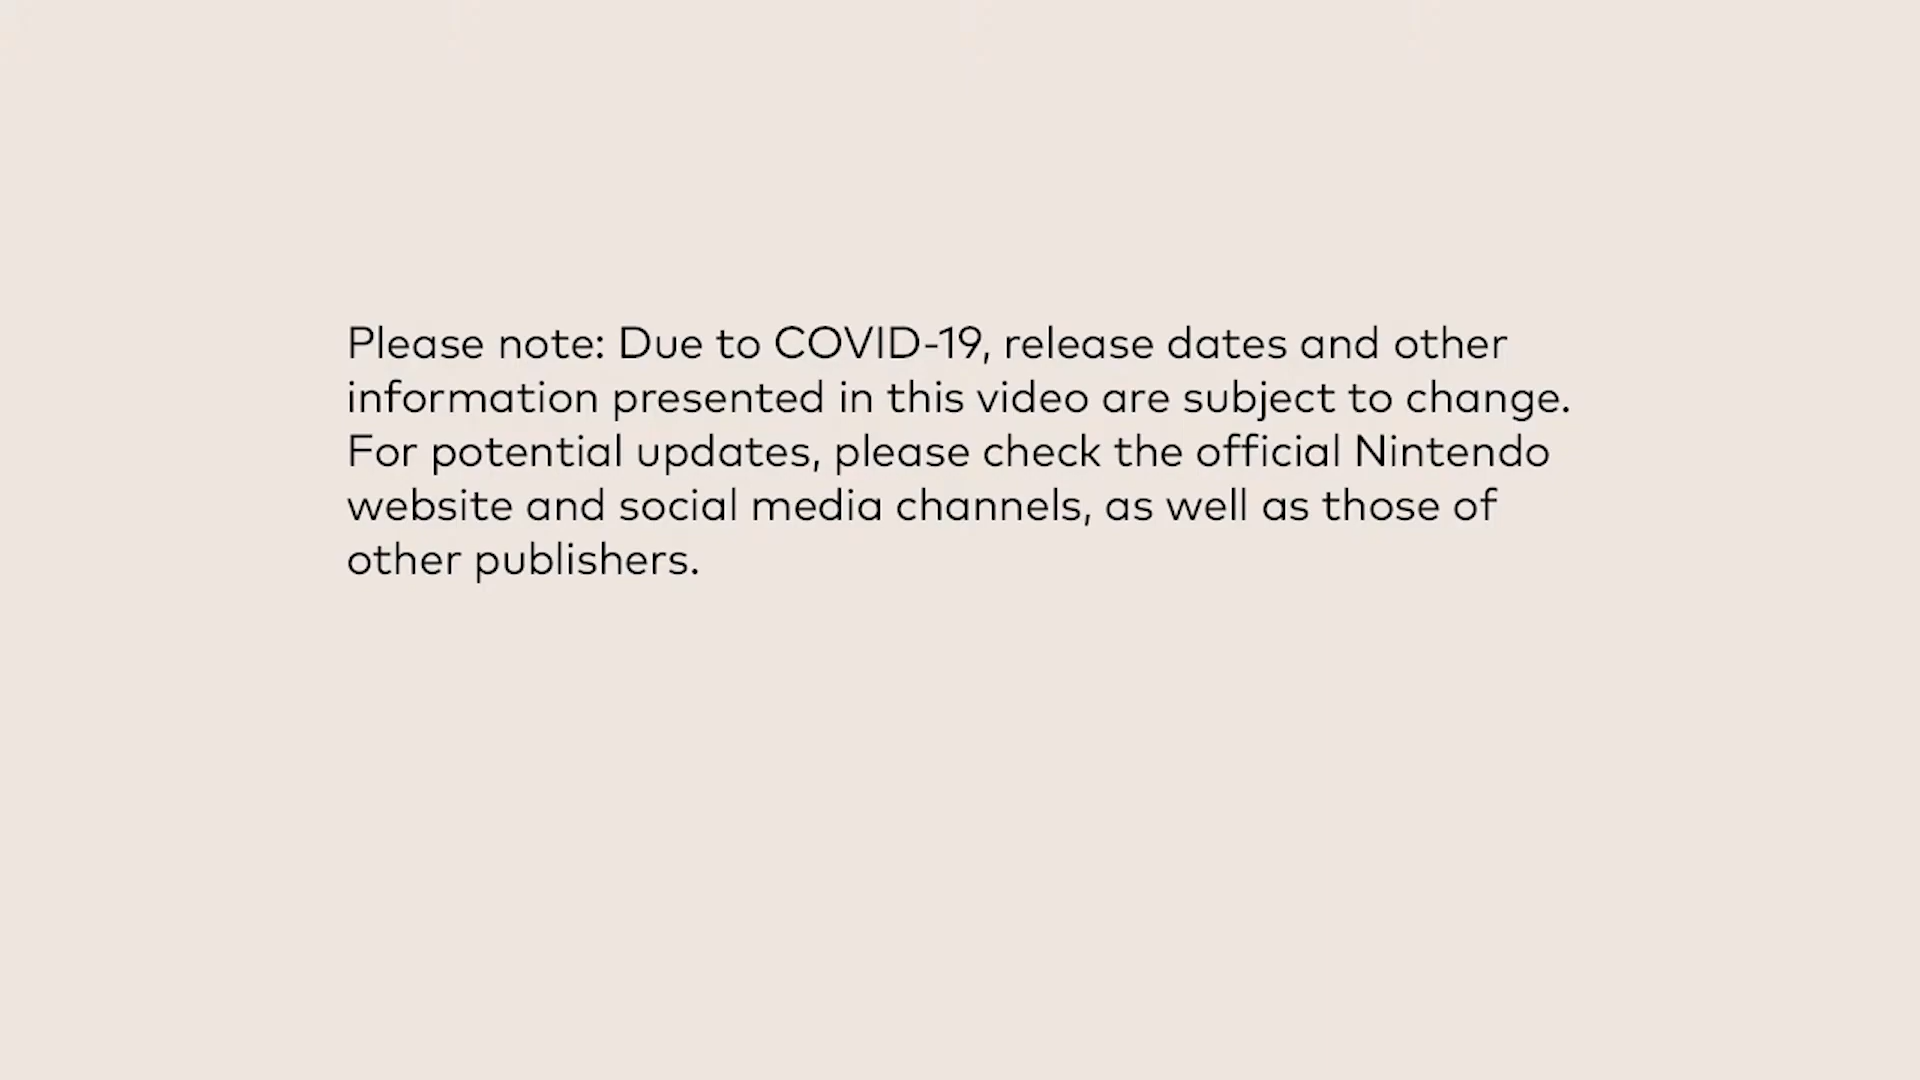 Please note: Due to COVID-19, release dates and other
information presented in this video are subject to change.
For potential updates, please check the official Nintendo
website and social media channels, as well as those of
other publishers.